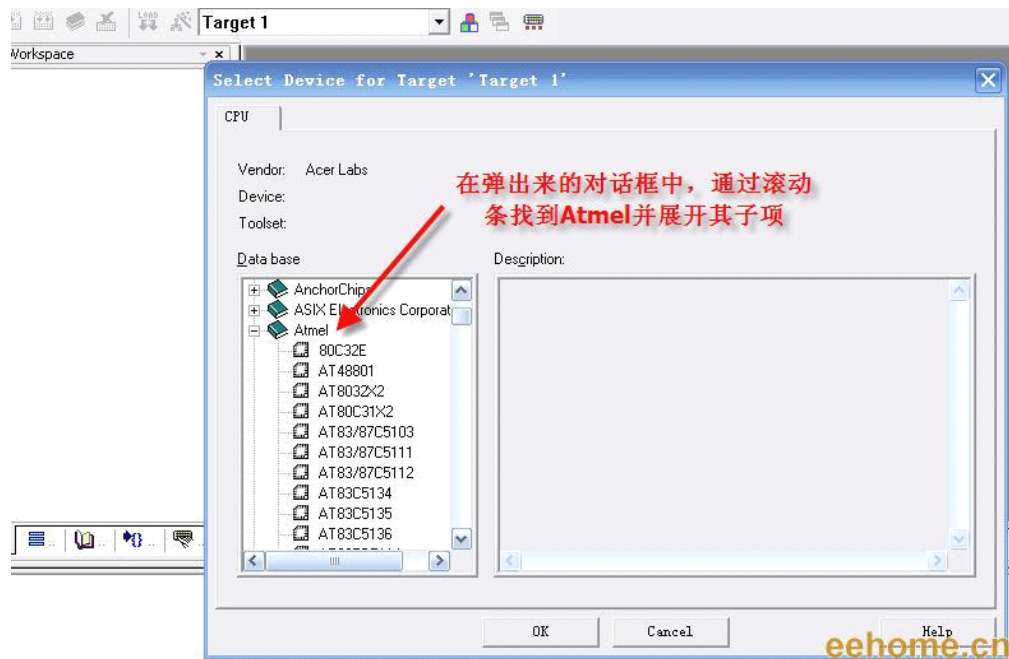 LOAD
Target 1
Workspace
Select Device for Target 'Target 1'
CPU
Vendor: Acer Labs
Device:
Toolset:
在弹出来的对话框中，通过滚动
条找到Atmel并展开其子项
Data base
Description:
AnchorChips
ASIX Electronics Corporat
Atmel
80C32E
AT48801
AT8032X2
AT80C31X2
AT83/87C5103
AT83/87C5111
AT83/87C5112
AT83C5134
AT83C5135
AT83C5136
OK
Cancel
Help
eehome.cn